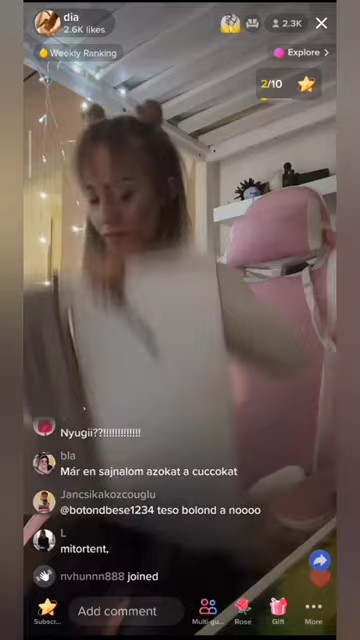 dia
2.6K likes
2.3K
Weekly Ranking
Explore >
2/10
Nyugii??!!!!!!!!!!!!!
bla
Már en sajnalom azokat a cuccokat
Jancsikakozcouglu
@botondbese1234 teso bolond a noooo
L
mitortent,
nvhunnn888 joined
Subscr...
Add comment
Multi-gu...
Rose
Gift
More